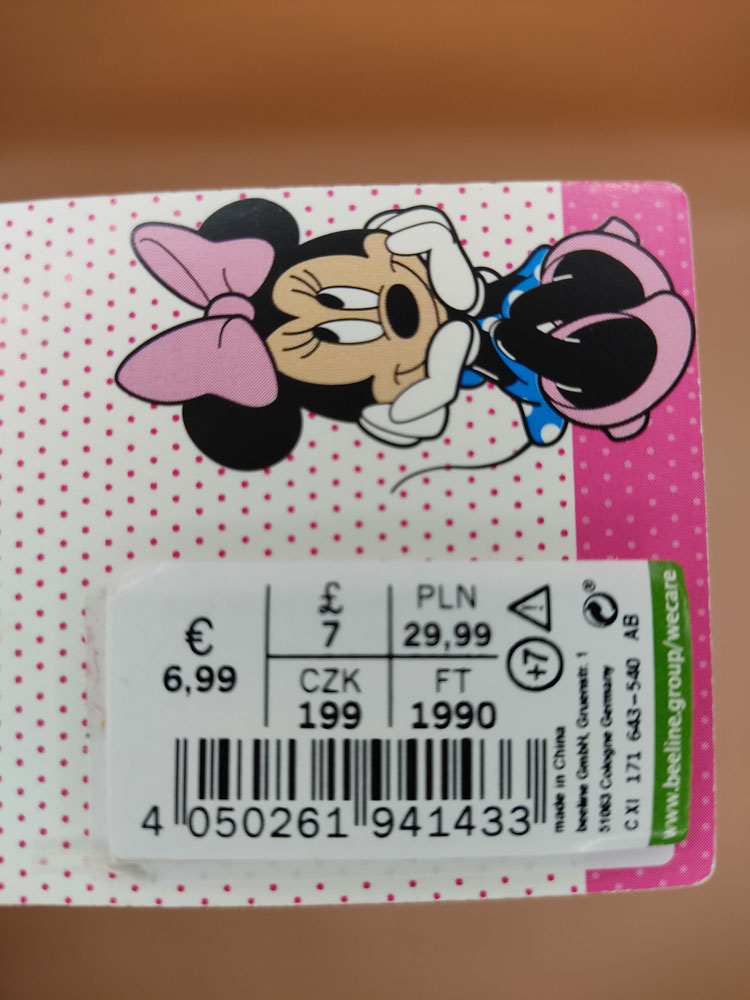 €
6,99
£
7
PLN
29,99
CZK
199
FT
1990
+7
4 050261 941433
made in China
beeline GmbH, Gruenstr. 1
51063 Cologne Germany
C XI 171 643-540 AB
www.beeline.group/wecare